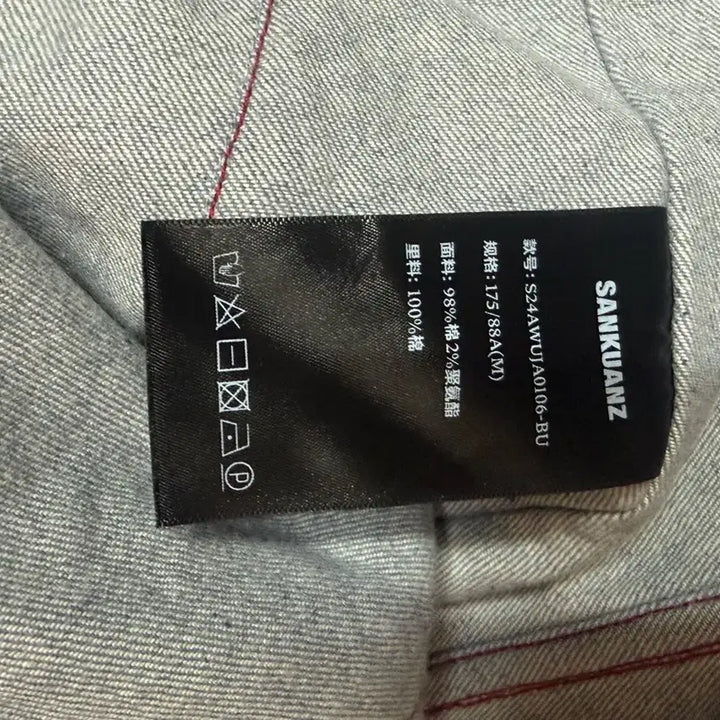 SANKUANZ
款号: S24AWUJA0106-BU
规格: 175/88A(M)
面料: 98%棉 2%聚氨酯
里料: 100%棉
P